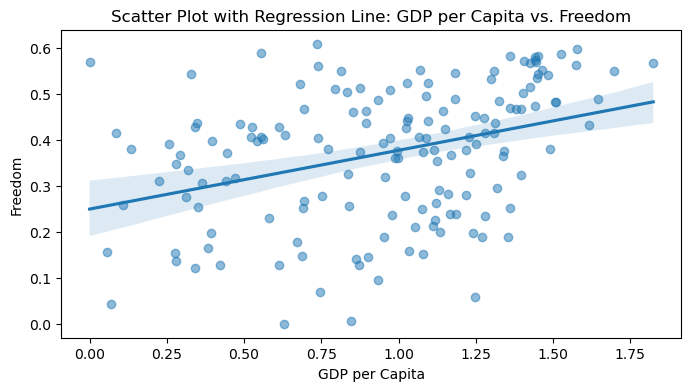 Scatter Plot with Regression Line: GDP per Capita vs. Freedom
Freedom
0.6
0.5
0.4
0.3
0.2
0.1
0.0
0.00 0.25 0.50 0.75 1.00 1.25 1.50 1.75
GDP per Capita